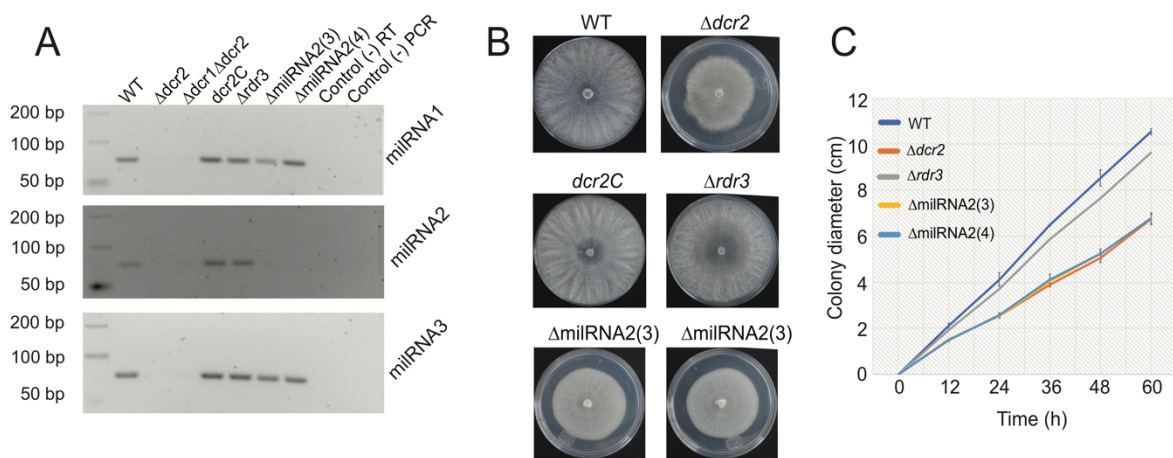 A
WT
Δdcr2
Δdcr1Δdcr2
dcr2C
Δrdr3
ΔmilRNA2(3)
ΔmilRNA2(4)
Control (-) RT
Control (-) PCR
200 bp
100 bp
50 bp
milRNA1
200 bp
100 bp
50 bp
milRNA2
200 bp
100 bp
50 bp
milRNA3
B
WT
Δdcr2
dcr2C
Δrdr3
ΔmilRNA2(3)
ΔmilRNA2(3)
C
12
10
8
6
4
2
0
Colony diameter (cm)
WT
Δdcr2
Δrdr3
ΔmilRNA2(3)
ΔmilRNA2(4)
0 12 24 36 48 60
Time (h)